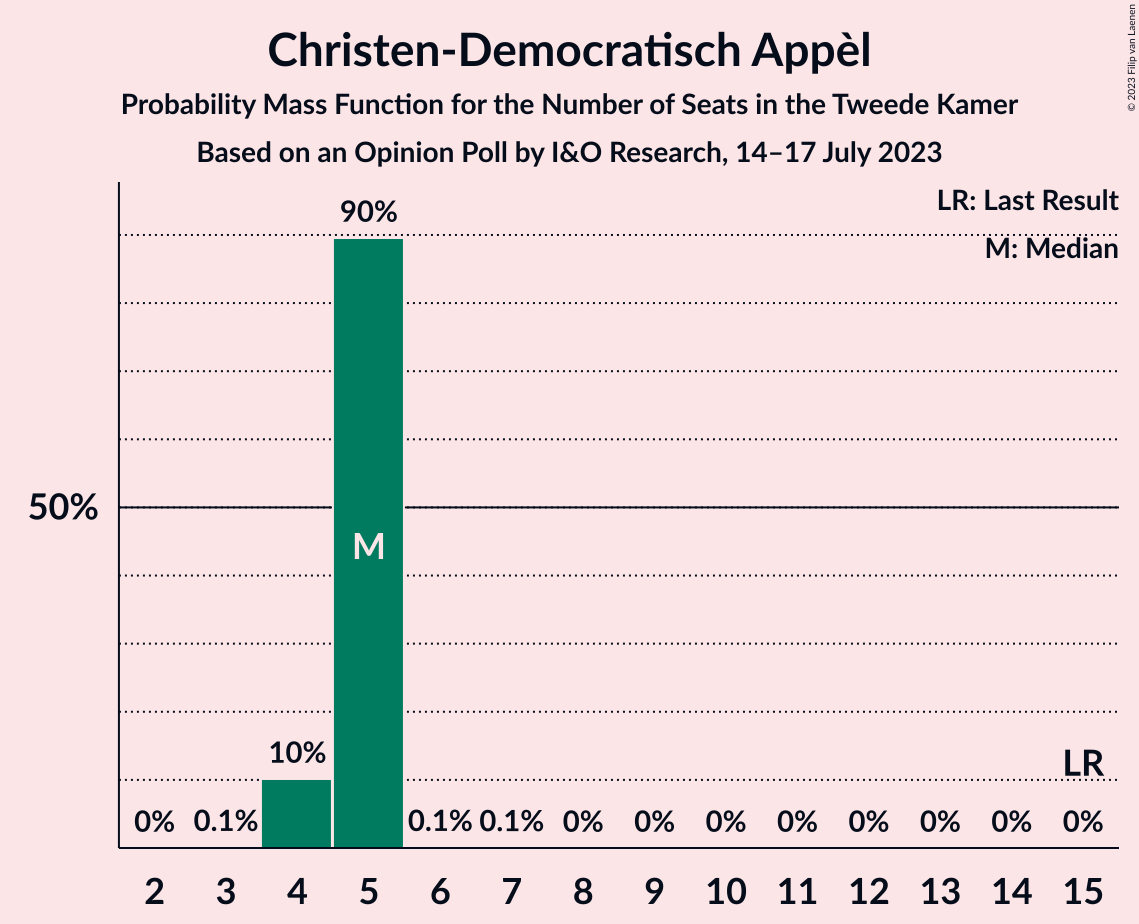 Christen-Democratisch Appèl
Probability Mass Function for the Number of Seats in the Tweede Kamer
Based on an Opinion Poll by I&O Research, 14–17 July 2023
© 2023 Filip van Laenen
LR: Last Result
M: Median
90%
50%
M
10%
LR
0% 0.1% 0.1% 0.1% 0% 0% 0% 0% 0% 0% 0% 0%
2 3 4 5 6 7 8 9 10 11 12 13 14 15